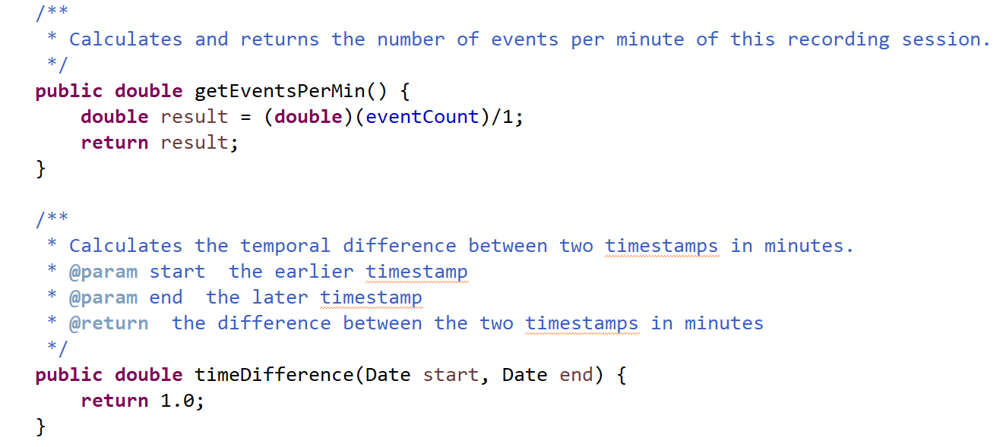 /**
 * Calculates and returns the number of events per minute of this recording session.
 */
public double getEventsPerMin() {
    double result = (double)(eventCount)/1;
    return result;
}

/**
 * Calculates the temporal difference between two timestamps in minutes.
 * @param start  the earlier timestamp
 * @param end  the later timestamp
 * @return  the difference between the two timestamps in minutes
 */
public double timeDifference(Date start, Date end) {
    return 1.0;
}